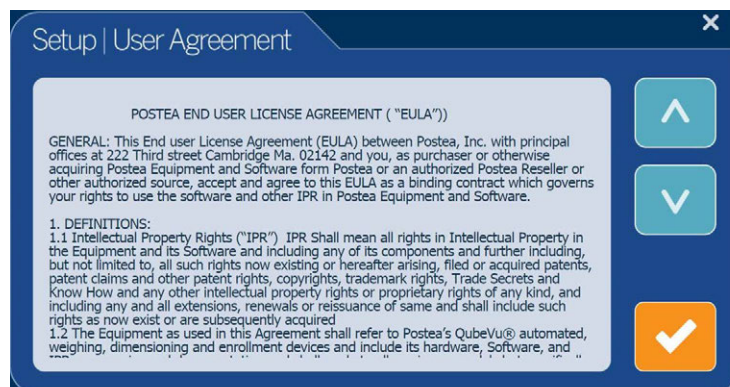 Setup | User Agreement
POSTEA END USER LICENSE AGREEMENT ( “EULA”))
GENERAL: This End user License Agreement (EULA) between Postea, Inc. with principal
offices at 222 Third street Cambridge Ma. 02142 and you, as purchaser or otherwise
acquiring Postea Equipment and Software form Postea or an authorized Postea Reseller or
other authorized source, accept and agree to this EULA as a binding contract which governs
your rights to use the software and other IPR in Postea Equipment and Software.
1. DEFINITIONS:
1.1 Intellectual Property Rights (“IPR”) IPR Shall mean all rights in Intellectual Property in
the Equipment and its Software and including any of its components and further including,
but not limited to, all such rights now existing or hereafter arising, filed or acquired patents,
patent claims and other patent rights, copyrights, trademark rights, Trade Secrets and
Know How and any other intellectual property rights or proprietary rights of any kind, and
including any and all extensions, renewals or reissuance of same and shall include such
rights as now exist or are subsequently acquired
1.2 The Equipment as used in this Agreement shall refer to Postea’s QubeVu® automated,
weighing, dimensioning and enrollment devices and include its hardware, Software, and